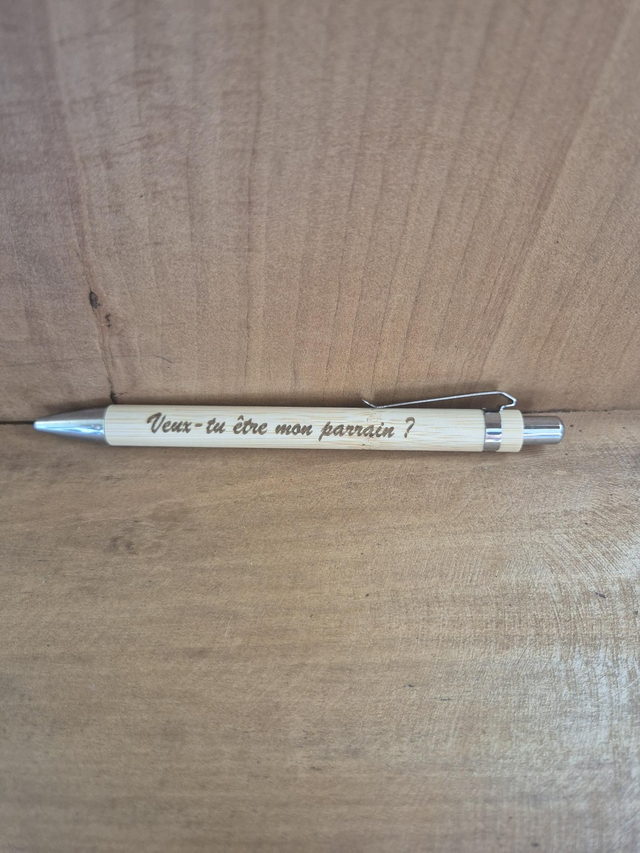 Veux-tu être mon parrain ?